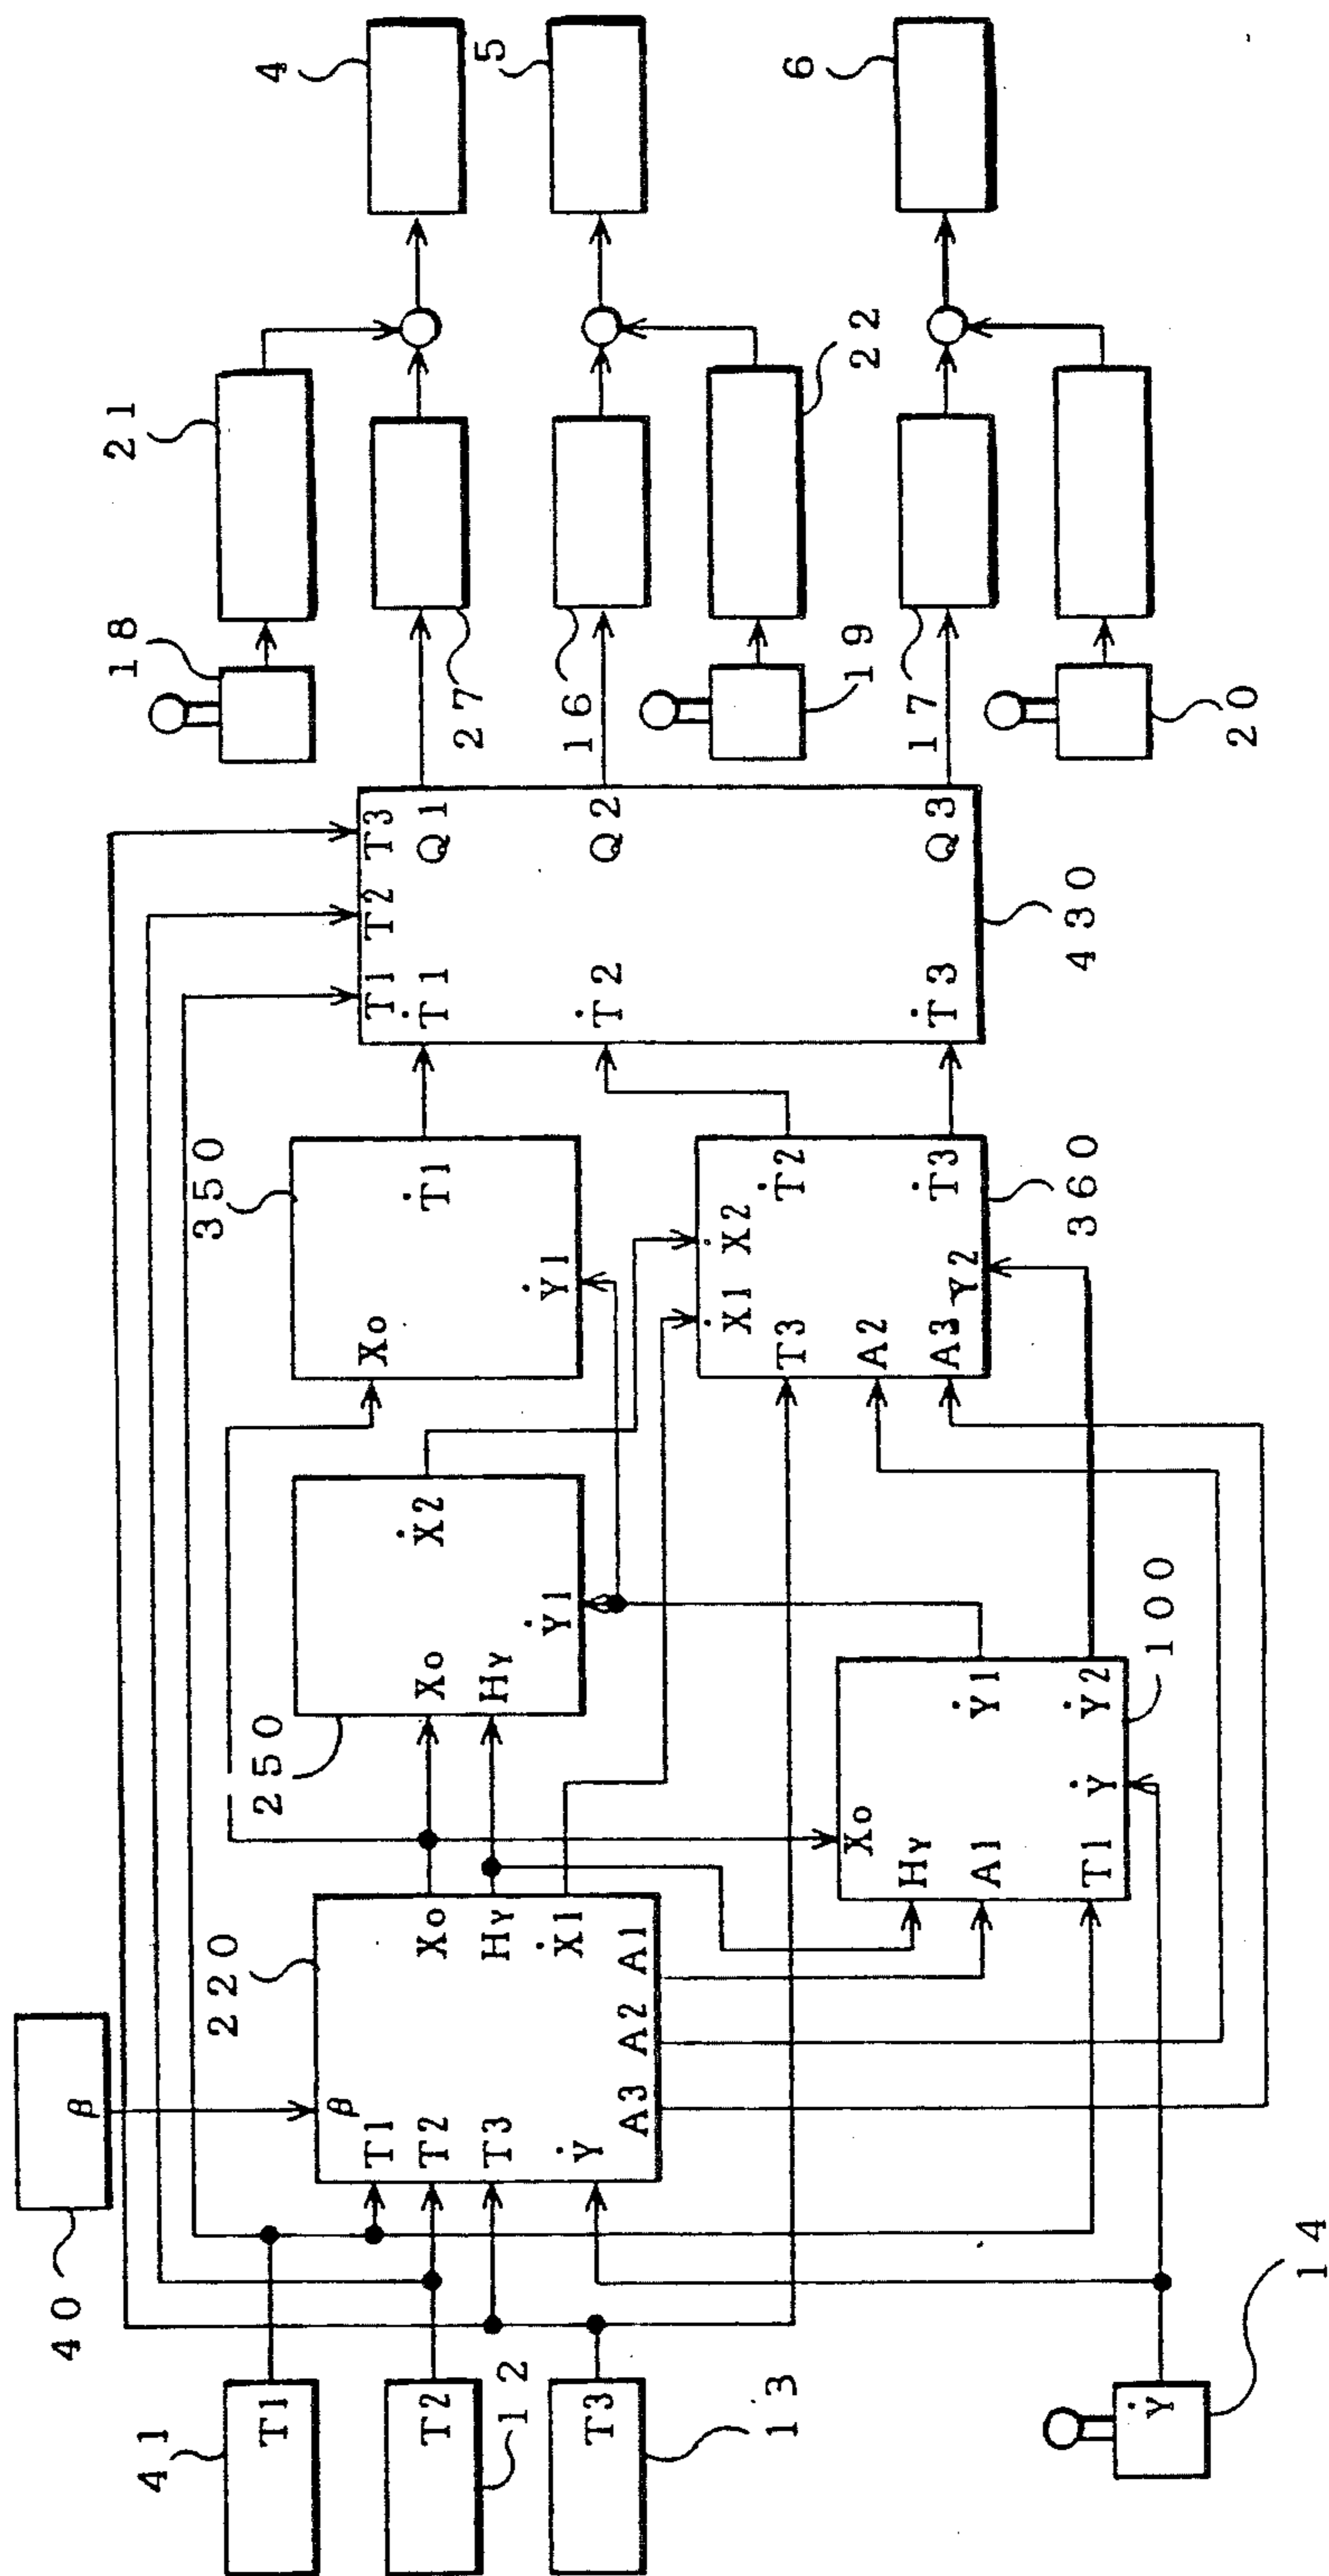 40
β
41
T1
12
T2
13
T3
14
Ẏ
220
β
T1
T2
T3
Ẏ
Xo
Hγ
Ẋ1
A3 A2 A1
250
Xo
Hγ
Ẋ2
Ẏ1
100
Xo
Hγ
A1
T1
Ẏ
Ẏ1
Ẏ2
350
Xo
Ṫ1
Ẏ1
360
Ẋ1 Ẋ2
T3
A2
A3
Ẏ2
Ṫ2
Ṫ3
430
T1 T2 T3
Ṫ1
Ṫ2
Ṫ3
Q1
Q2
Q3
18
21
27
16
19
22
17
20
4
5
6